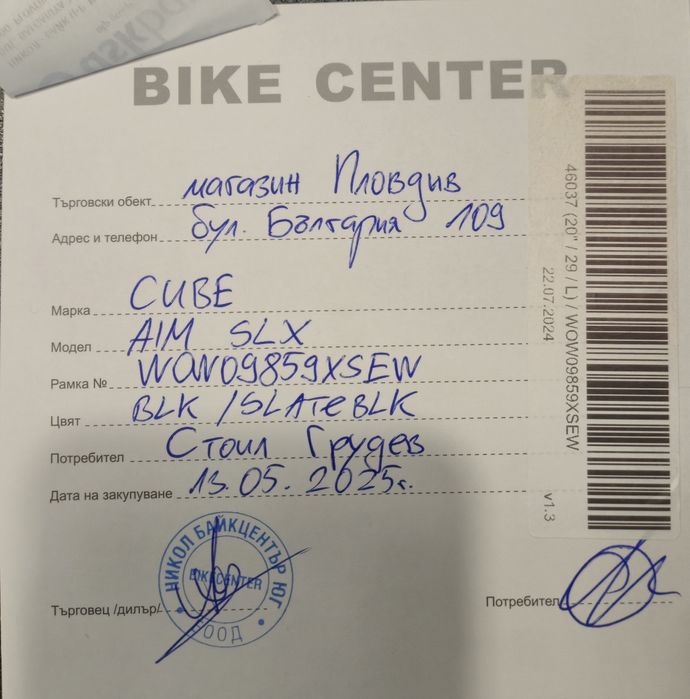 BIKE CENTER
Търговски обект магазин Пловдив
Адрес и телефон бул. България 109
Марка CUBE
Модел AIM SLX
Рамка № WOW09859XSEW
Цвят BLK /SLATEBLK
Потребител Стоил Грудев
Дата на закупуване 13.05.2025г.
46037 (20" / 29 / L) / WOW09859XSEW
22.07.2024
v1.3
НИКОЛ БАЙКЦЕНТЪР ЮГ
BIKECENTER
ООД
Търговец /дилър/
Потребител